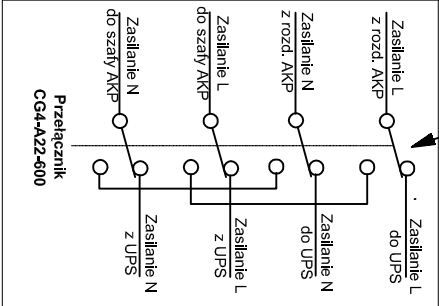 Zasilanie L
z rozd. AKP
Zasilanie N
z rozd. AKP
Zasilanie L
do szafy AKP
Zasilanie N
do szafy AKP
Zasilanie L
do UPS
Zasilanie N
do UPS
Zasilanie L
z UPS
Zasilanie N
z UPS
Przełącznik
CG4-A22-600